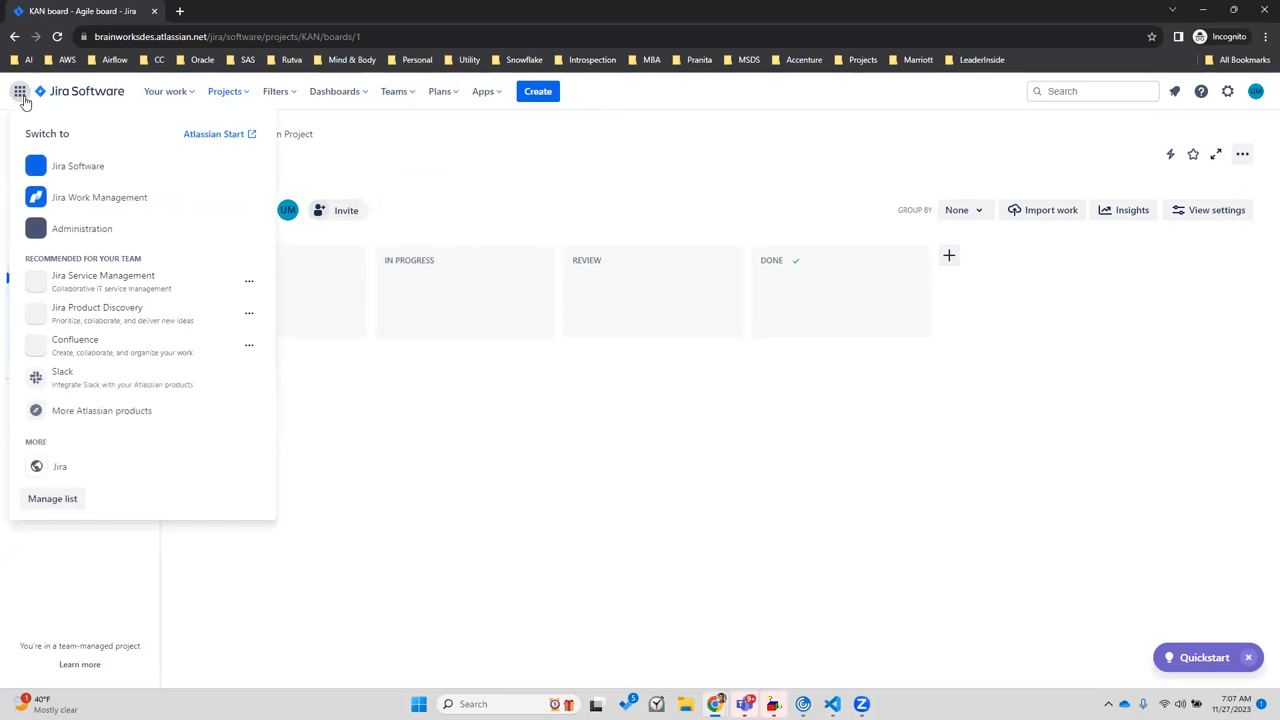 KAN board - Agile board - Jira
brainworksdes.atlassian.net/jira/software/projects/KAN/boards/1
Incognito
AI
AWS
Airflow
CC
Oracle
SAS
Rutva
Mind & Body
Personal
Utility
Snowflake
Introspection
MBA
Pranita
MSDS
Accenture
Projects
Marriott
LeaderInside
All Bookmarks
Jira Software
Your work
Projects
Filters
Dashboards
Teams
Plans
Apps
Create
Search
UM
Switch to
Atlassian Start
n Project
Jira Software
Jira Work Management
Administration
UM
Invite
GROUP BY
None
Import work
Insights
View settings
RECOMMENDED FOR YOUR TEAM
Jira Service Management
Collaborative IT service management
Jira Product Discovery
Prioritize, collaborate, and deliver new ideas
Confluence
Create, collaborate, and organize your work
Slack
Integrate Slack with your Atlassian products
More Atlassian products
MORE
Jira
Manage list
IN PROGRESS
REVIEW
DONE
You're in a team-managed project
Learn more
Quickstart
1
40°F
Mostly clear
Search
5
9+
7:07 AM
11/27/2023
1